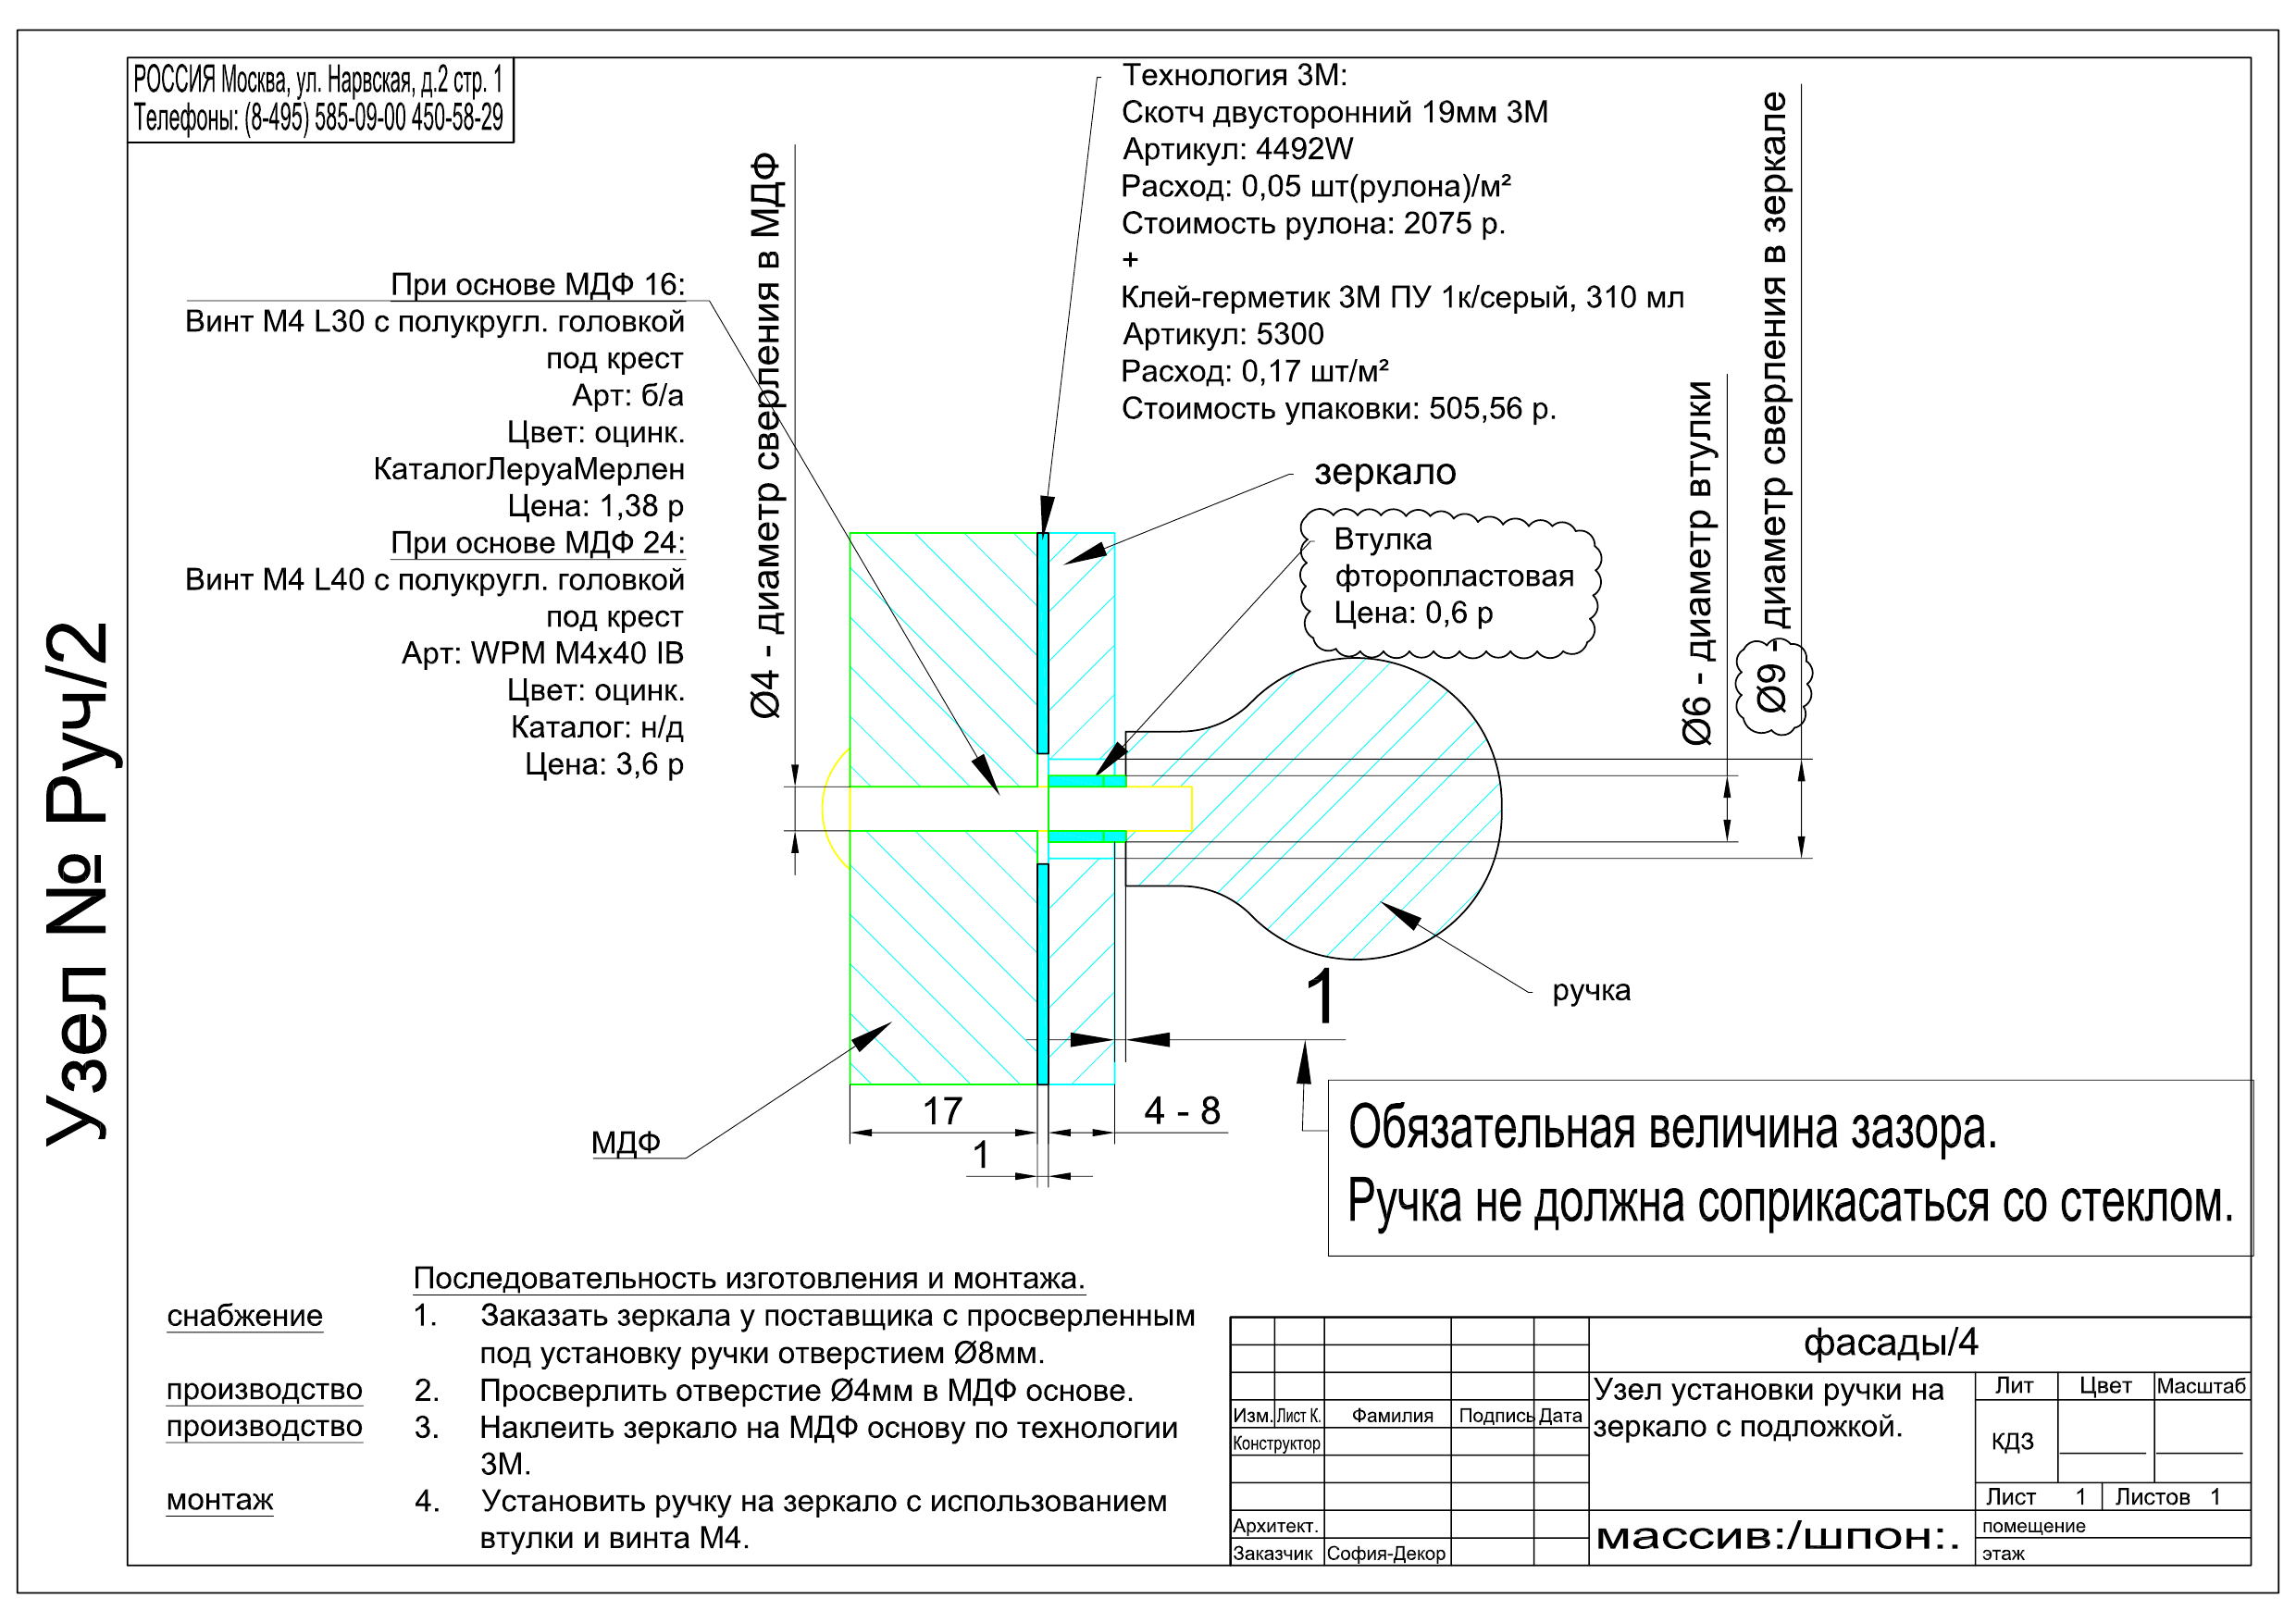 РОССИЯ Москва, ул. Нарвская, д.2 стр. 1
Телефоны: (8-495) 585-09-00 450-58-29
Узел № Руч/2
При основе МДФ 16:
Винт М4 L30 с полукругл. головкой
под крест
Арт: б/а
Цвет: оцинк.
КаталогЛеруаМерлен
Цена: 1,38 р
При основе МДФ 24:
Винт М4 L40 с полукругл. головкой
под крест
Арт: WPM M4x40 IB
Цвет: оцинк.
Каталог: н/д
Цена: 3,6 р
Ø4 - диаметр сверления в МДФ
Технология 3М:
Скотч двусторонний 19мм 3М
Артикул: 4492W
Расход: 0,05 шт(рулона)/м²
Стоимость рулона: 2075 р.
+
Клей-герметик 3М ПУ 1к/серый, 310 мл
Артикул: 5300
Расход: 0,17 шт/м²
Стоимость упаковки: 505,56 р.
зеркало
Втулка
фторопластовая
Цена: 0,6 р
Ø6 - диаметр втулки
Ø9 - диаметр сверления в зеркале
ручка
1
МДФ
17
4 - 8
1
Обязательная величина зазора.
Ручка не должна соприкасаться со стеклом.
Последовательность изготовления и монтажа.
снабжение 1. Заказать зеркала у поставщика с просверленным
под установку ручки отверстием Ø8мм.
производство 2. Просверлить отверстие Ø4мм в МДФ основе.
производство 3. Наклеить зеркало на МДФ основу по технологии
3М.
монтаж 4. Установить ручку на зеркало с использованием
втулки и винта М4.
фасады/4
Узел установки ручки на
зеркало с подложкой.
Лит Цвет Масштаб
КДЗ
Изм. Лист К. Фамилия Подпись Дата
Конструктор
Лист 1 Листов 1
Архитект.
Заказчик София-Декор
массив:/шпон:.
помещение
этаж